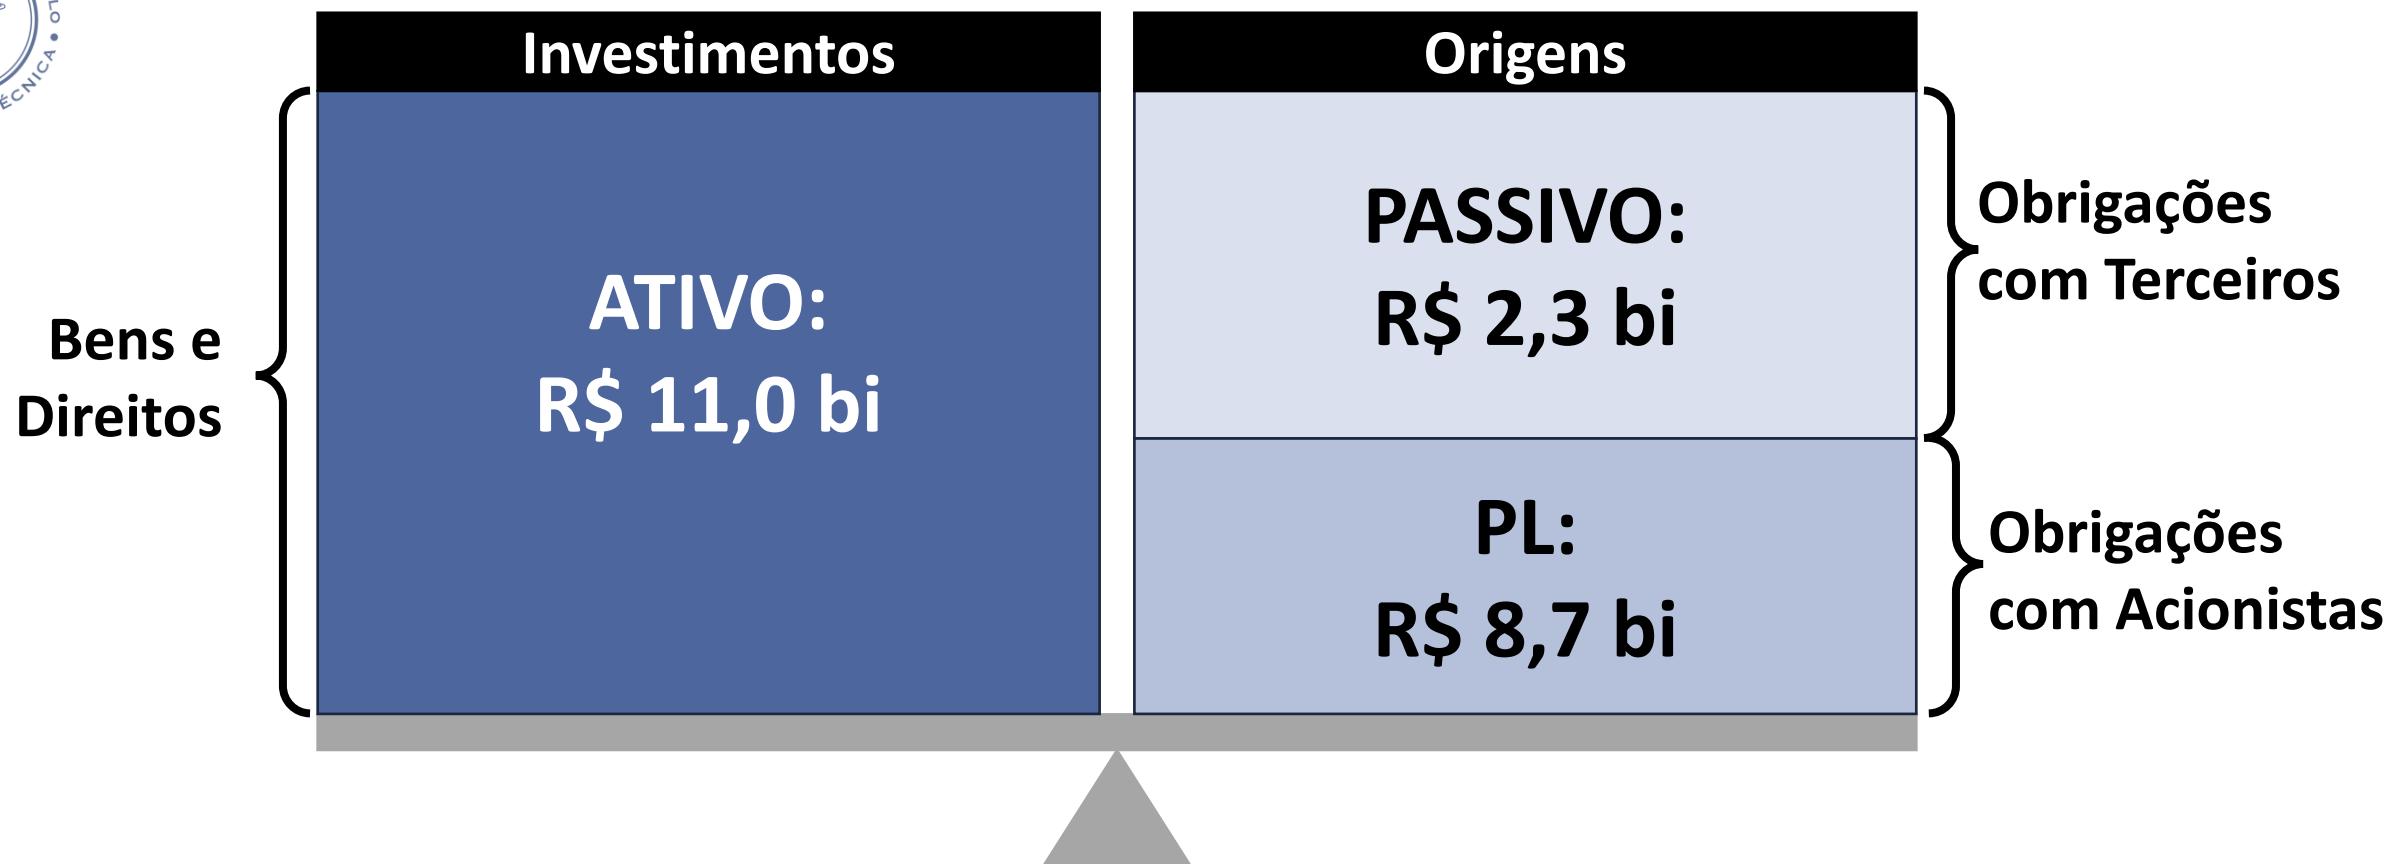 ÉCNICA
Investimentos
Origens
Bens e
Direitos
ATIVO:
R$ 11,0 bi
PASSIVO:
R$ 2,3 bi
Obrigações
com Terceiros
PL:
R$ 8,7 bi
Obrigações
com Acionistas